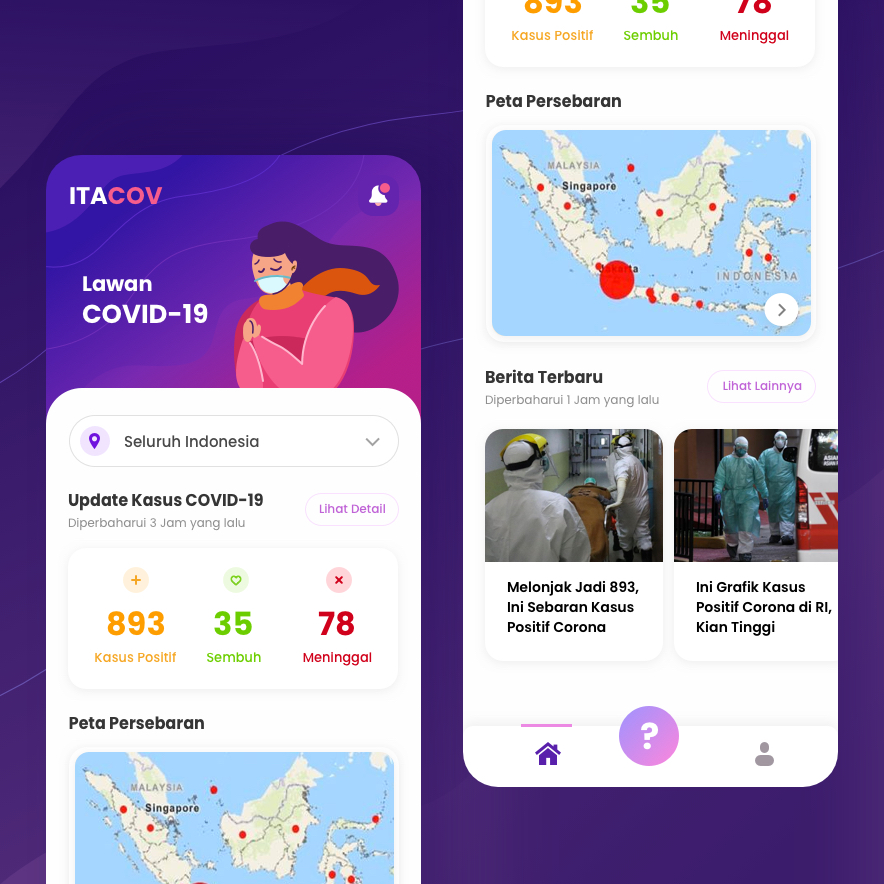 ITACOV
Lawan
COVID-19
Seluruh Indonesia
Update Kasus COVID-19
Diperbaharui 3 Jam yang lalu
Lihat Detail
893
35
78
Kasus Positif
Sembuh
Meninggal
Peta Persebaran
MALAYSIA
Singapore
893
35
78
Kasus Positif
Sembuh
Meninggal
Peta Persebaran
MALAYSIA
Singapore
Jakarta
INDONESIA
Berita Terbaru
Diperbaharui 1 Jam yang lalu
Lihat Lainnya
Melonjak Jadi 893,
Ini Sebaran Kasus
Positif Corona
Ini Grafik Kasus
Positif Corona di RI,
Kian Tinggi
?